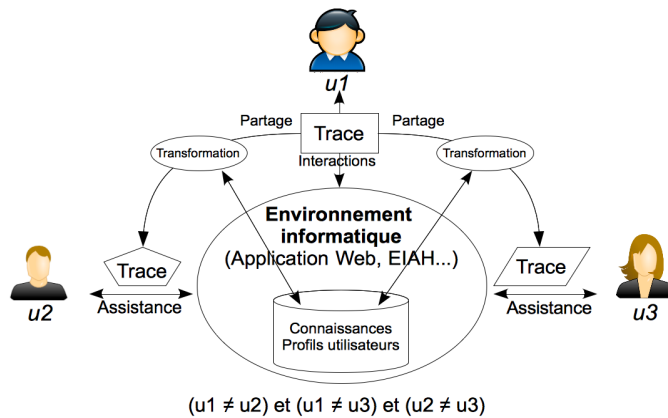 u1
Partage
Trace
Partage
Transformation
Interactions
Transformation
Environnement
informatique
(Application Web, EIAH...)
Trace
Trace
u2
Assistance
Assistance
u3
Connaissances
Profils utilisateurs
(u1 ≠ u2) et (u1 ≠ u3) et (u2 ≠ u3)